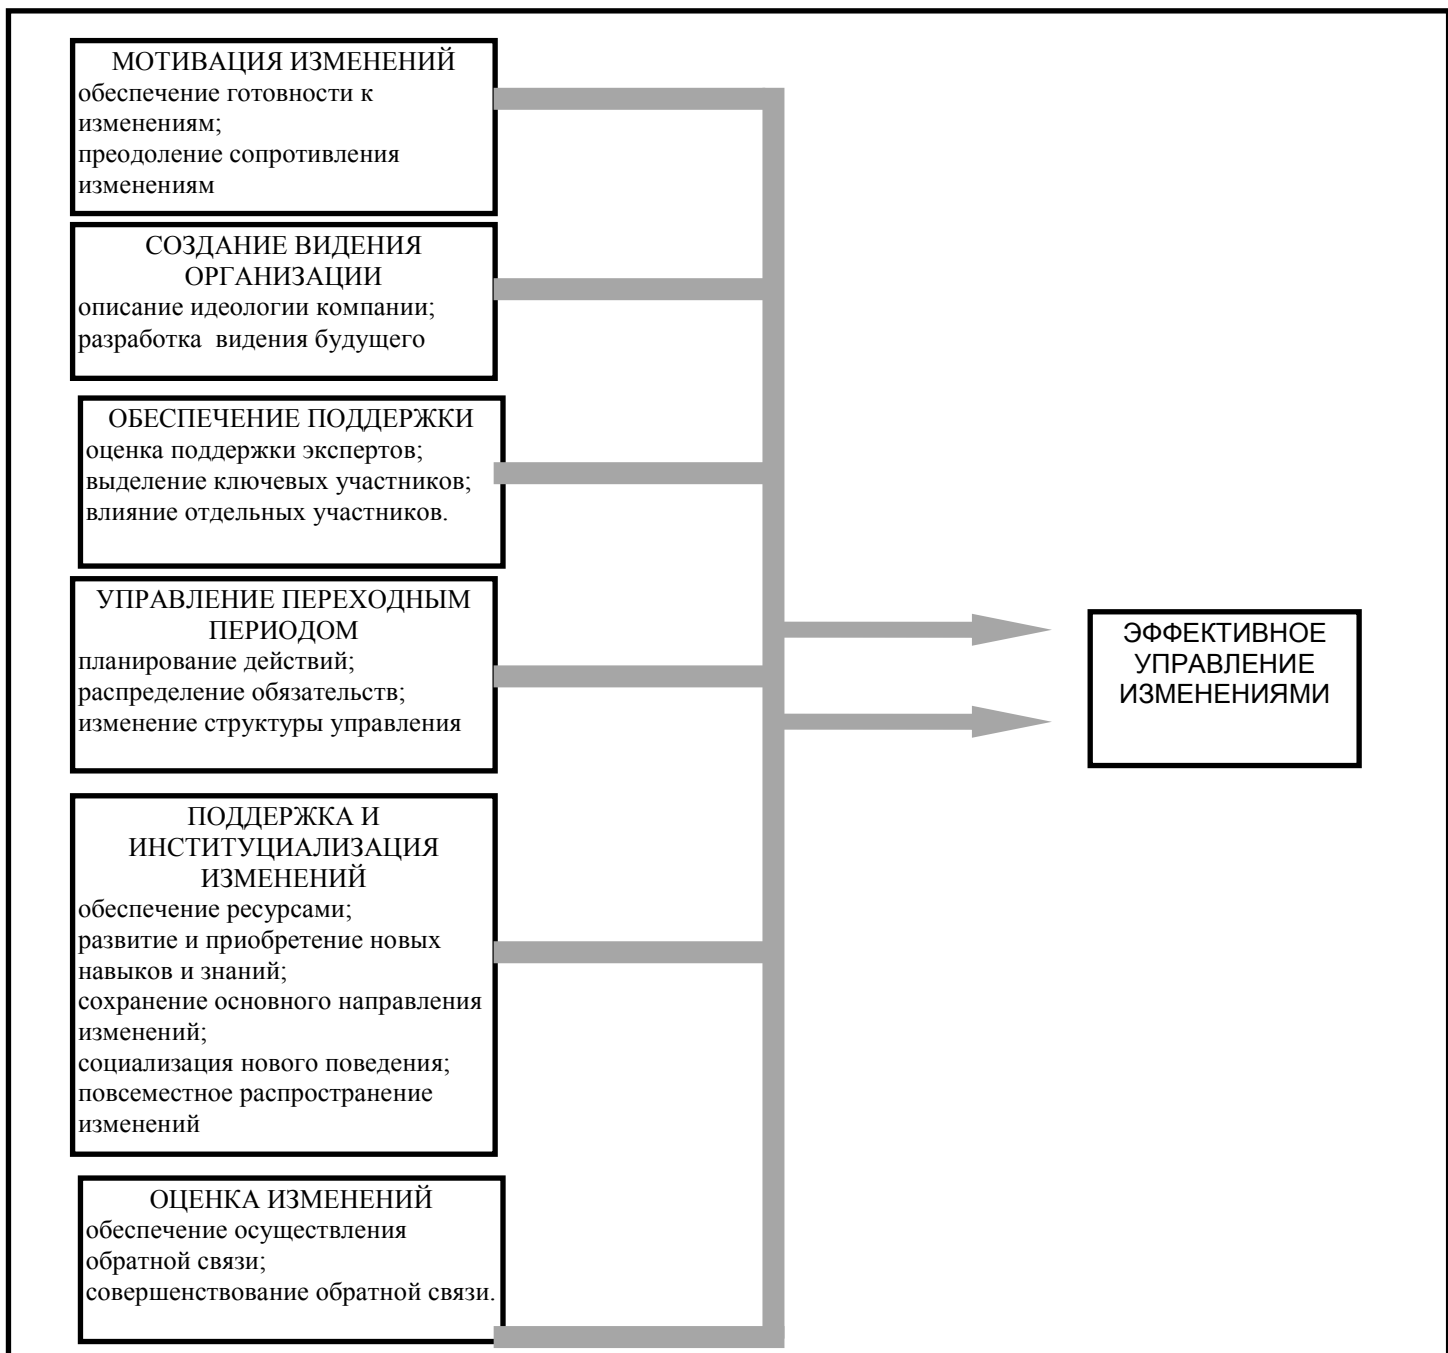 МОТИВАЦИЯ ИЗМЕНЕНИЙ
обеспечение готовности к
изменениям;
преодоление сопротивления
изменениям
СОЗДАНИЕ ВИДЕНИЯ
ОРГАНИЗАЦИИ
описание идеологии компании;
разработка видения будущего
ОБЕСПЕЧЕНИЕ ПОДДЕРЖКИ
оценка поддержки экспертов;
выделение ключевых участников;
влияние отдельных участников.
УПРАВЛЕНИЕ ПЕРЕХОДНЫМ
ПЕРИОДОМ
планирование действий;
распределение обязательств;
изменение структуры управления
ПОДДЕРЖКА И
ИНСТИТУЦИАЛИЗАЦИЯ
ИЗМЕНЕНИЙ
обеспечение ресурсами;
развитие и приобретение новых
навыков и знаний;
сохранение основного направления
изменений;
социализация нового поведения;
повсеместное распространение
изменений
ОЦЕНКА ИЗМЕНЕНИЙ
обеспечение осуществления
обратной связи;
совершенствование обратной связи.
ЭФФЕКТИВНОЕ
УПРАВЛЕНИЕ
ИЗМЕНЕНИЯМИ